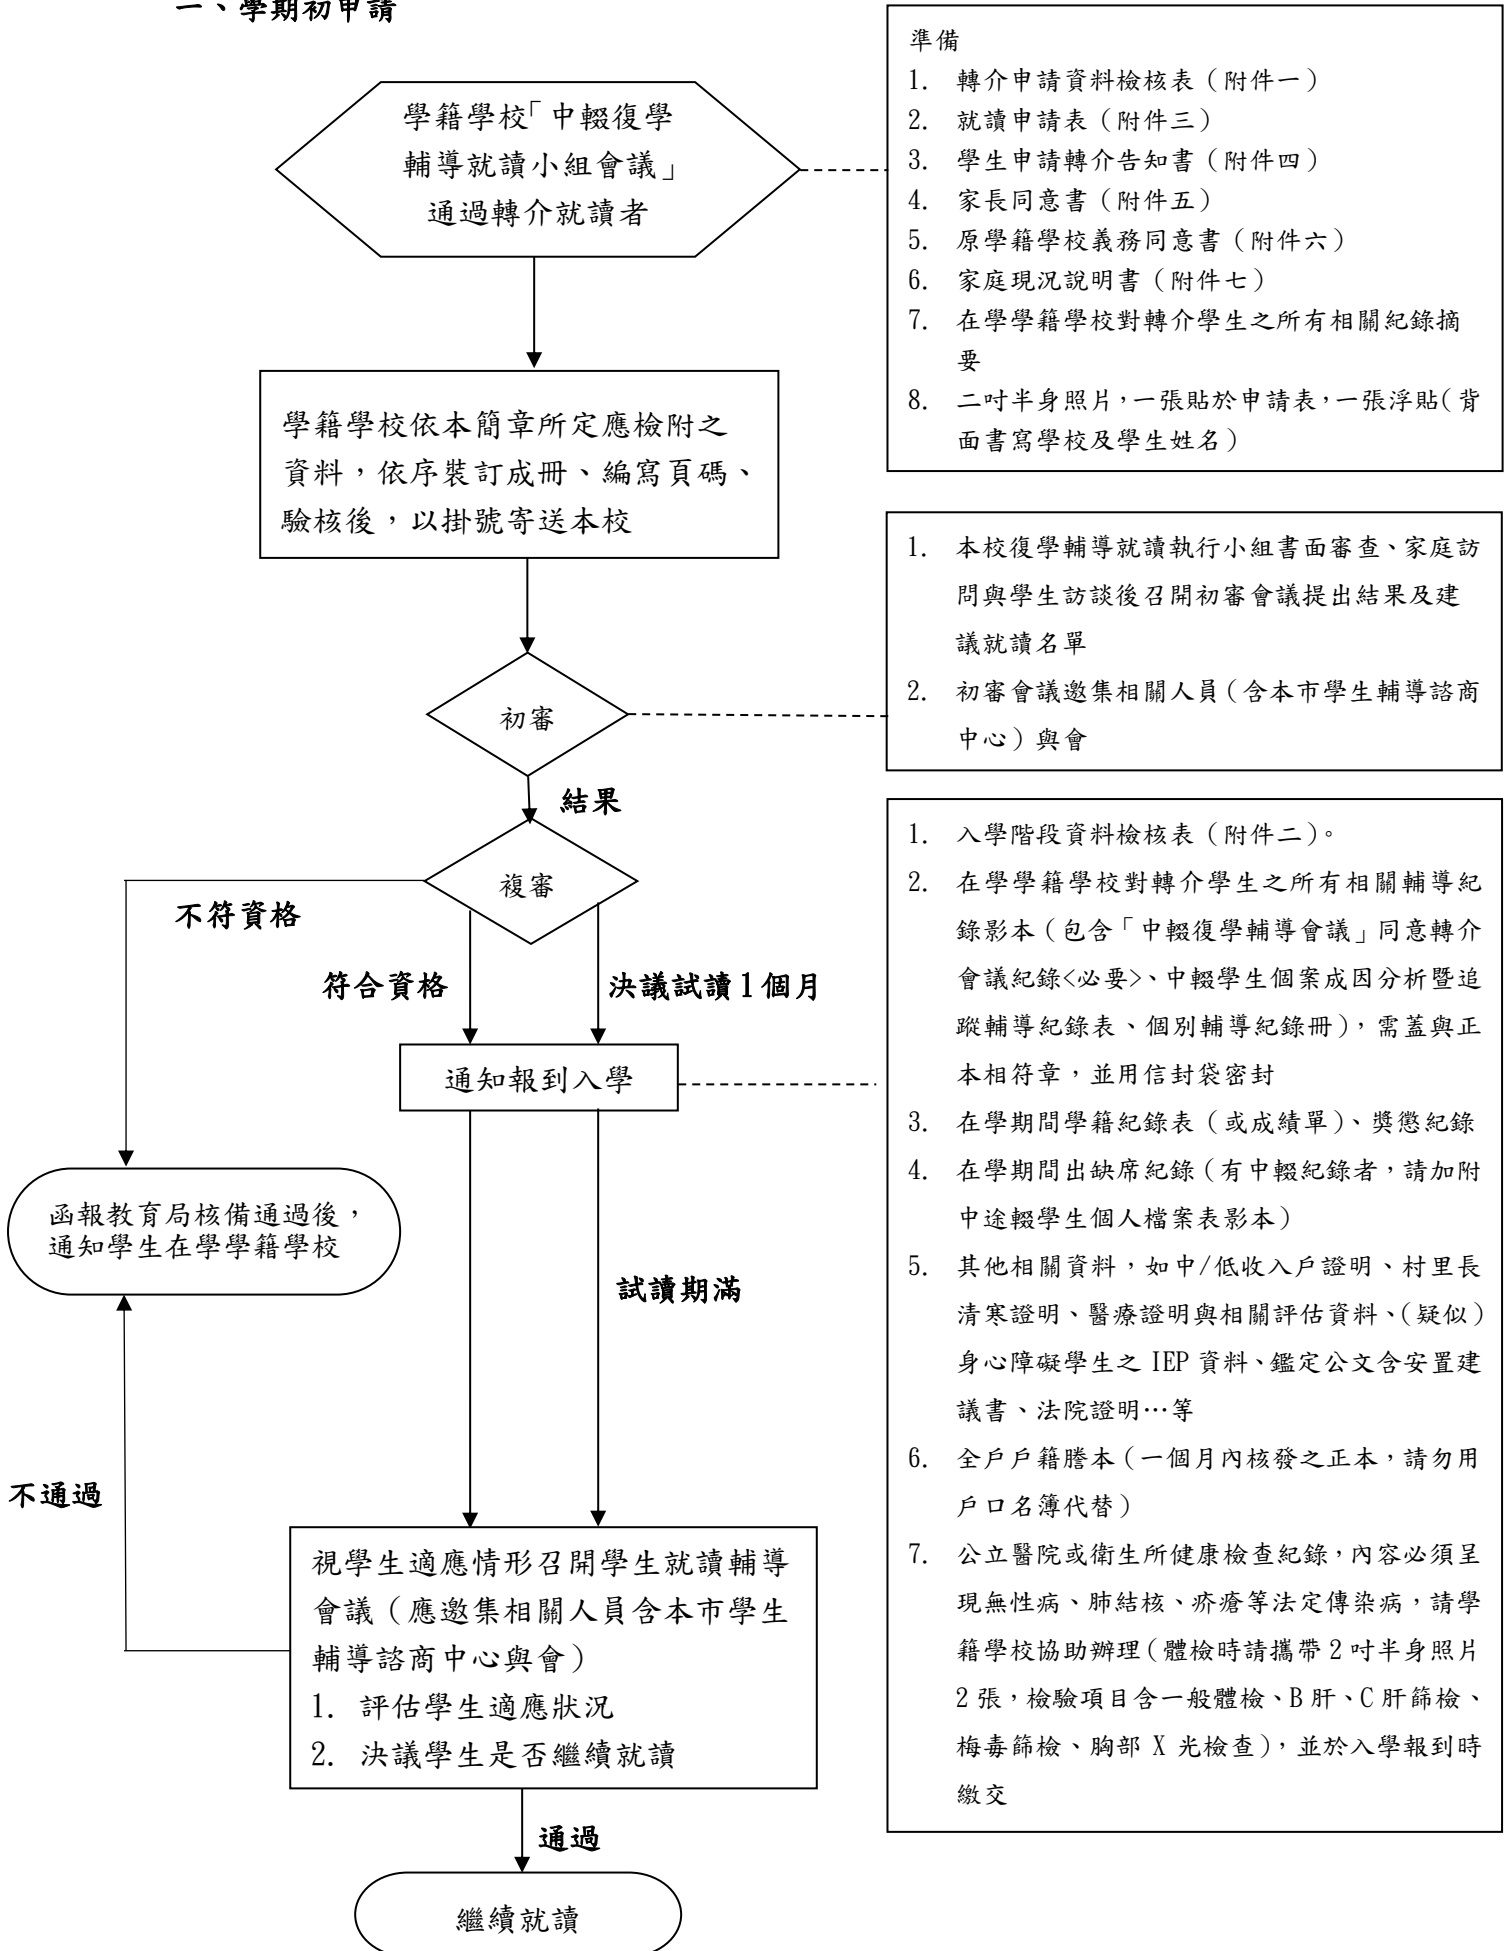 一、學期初申請
學籍學校「中輟復學
輔導就讀小組會議」
通過轉介就讀者
準備
1. 轉介申請資料檢核表（附件一）
2. 就讀申請表（附件三）
3. 學生申請轉介告知書（附件四）
4. 家長同意書（附件五）
5. 原學籍學校義務同意書（附件六）
6. 家庭現況說明書（附件七）
7. 在學學籍學校對轉介學生之所有相關紀錄摘
要
8. 二吋半身照片，一張貼於申請表，一張浮貼（背
面書寫學校及學生姓名）
學籍學校依本簡章所定應檢附之
資料，依序裝訂成冊、編寫頁碼、
驗核後，以掛號寄送本校
1. 本校復學輔導就讀執行小組書面審查、家庭訪
問與學生訪談後召開初審會議提出結果及建
議就讀名單
2. 初審會議邀集相關人員（含本市學生輔導諮商
中心）與會
初審
結果
複審
不符資格
符合資格
決議試讀1個月
通知報到入學
1. 入學階段資料檢核表（附件二）。
2. 在學學籍學校對轉介學生之所有相關輔導紀
錄影本（包含「中輟復學輔導會議」同意轉介
會議紀錄<必要>、中輟學生個案成因分析暨追
蹤輔導紀錄表、個別輔導紀錄冊），需蓋與正
本相符章，並用信封袋密封
3. 在學期間學籍紀錄表（或成績單）、獎懲紀錄
4. 在學期間出缺席紀錄（有中輟紀錄者，請加附
中途輟學生個人檔案表影本）
5. 其他相關資料，如中/低收入戶證明、村里長
清寒證明、醫療證明與相關評估資料、（疑似）
身心障礙學生之 IEP 資料、鑑定公文含安置建
議書、法院證明…等
6. 全戶戶籍謄本（一個月內核發之正本，請勿用
戶口名簿代替）
7. 公立醫院或衛生所健康檢查紀錄，內容必須呈
現無性病、肺結核、疥瘡等法定傳染病，請學
籍學校協助辦理（體檢時請攜帶 2 吋半身照片
2 張，檢驗項目含一般體檢、B 肝、C 肝篩檢、
梅毒篩檢、胸部 X 光檢查），並於入學報到時
繳交
函報教育局核備通過後，
通知學生在學學籍學校
試讀期滿
不通過
視學生適應情形召開學生就讀輔導
會議（應邀集相關人員含本市學生
輔導諮商中心與會）
1. 評估學生適應狀況
2. 決議學生是否繼續就讀
通過
繼續就讀